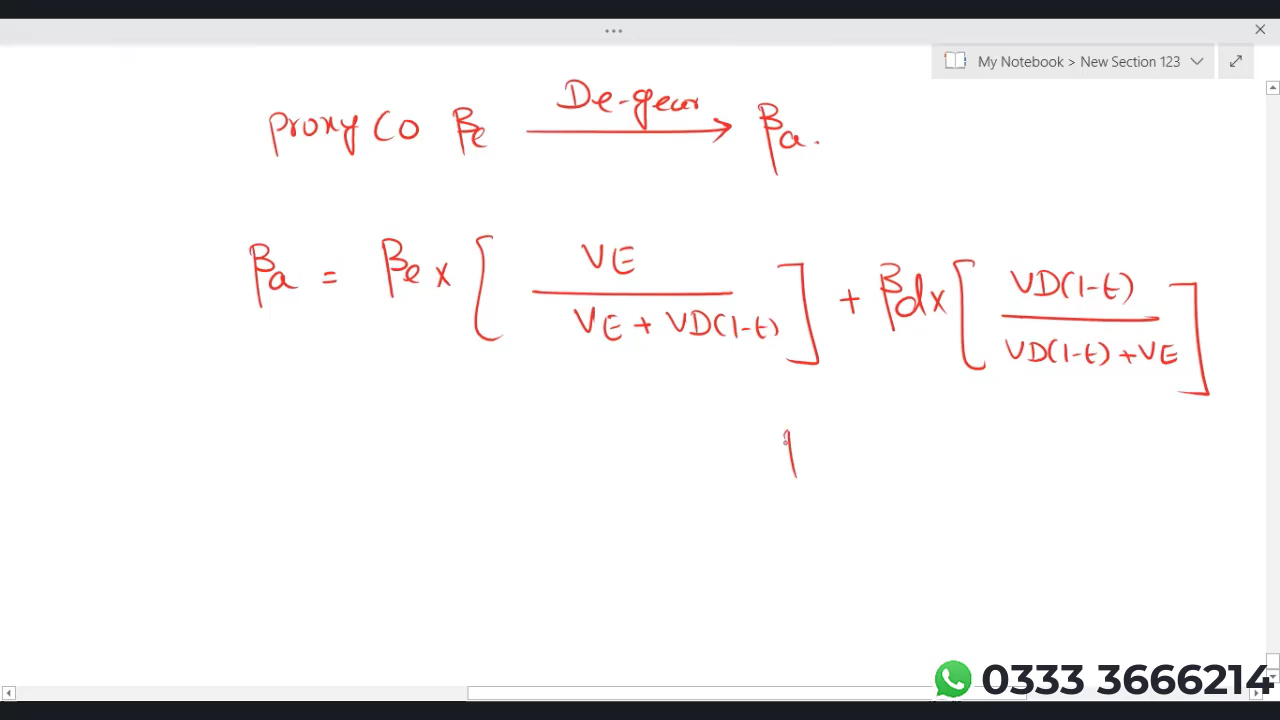 My Notebook > New Section 123
Proxy Co βe De-gear βa.
βa = βe x [ VE / VE + VD(1-t) ] + βd x [ VD(1-t) / VD(1-t) + VE ]
0333 3666214